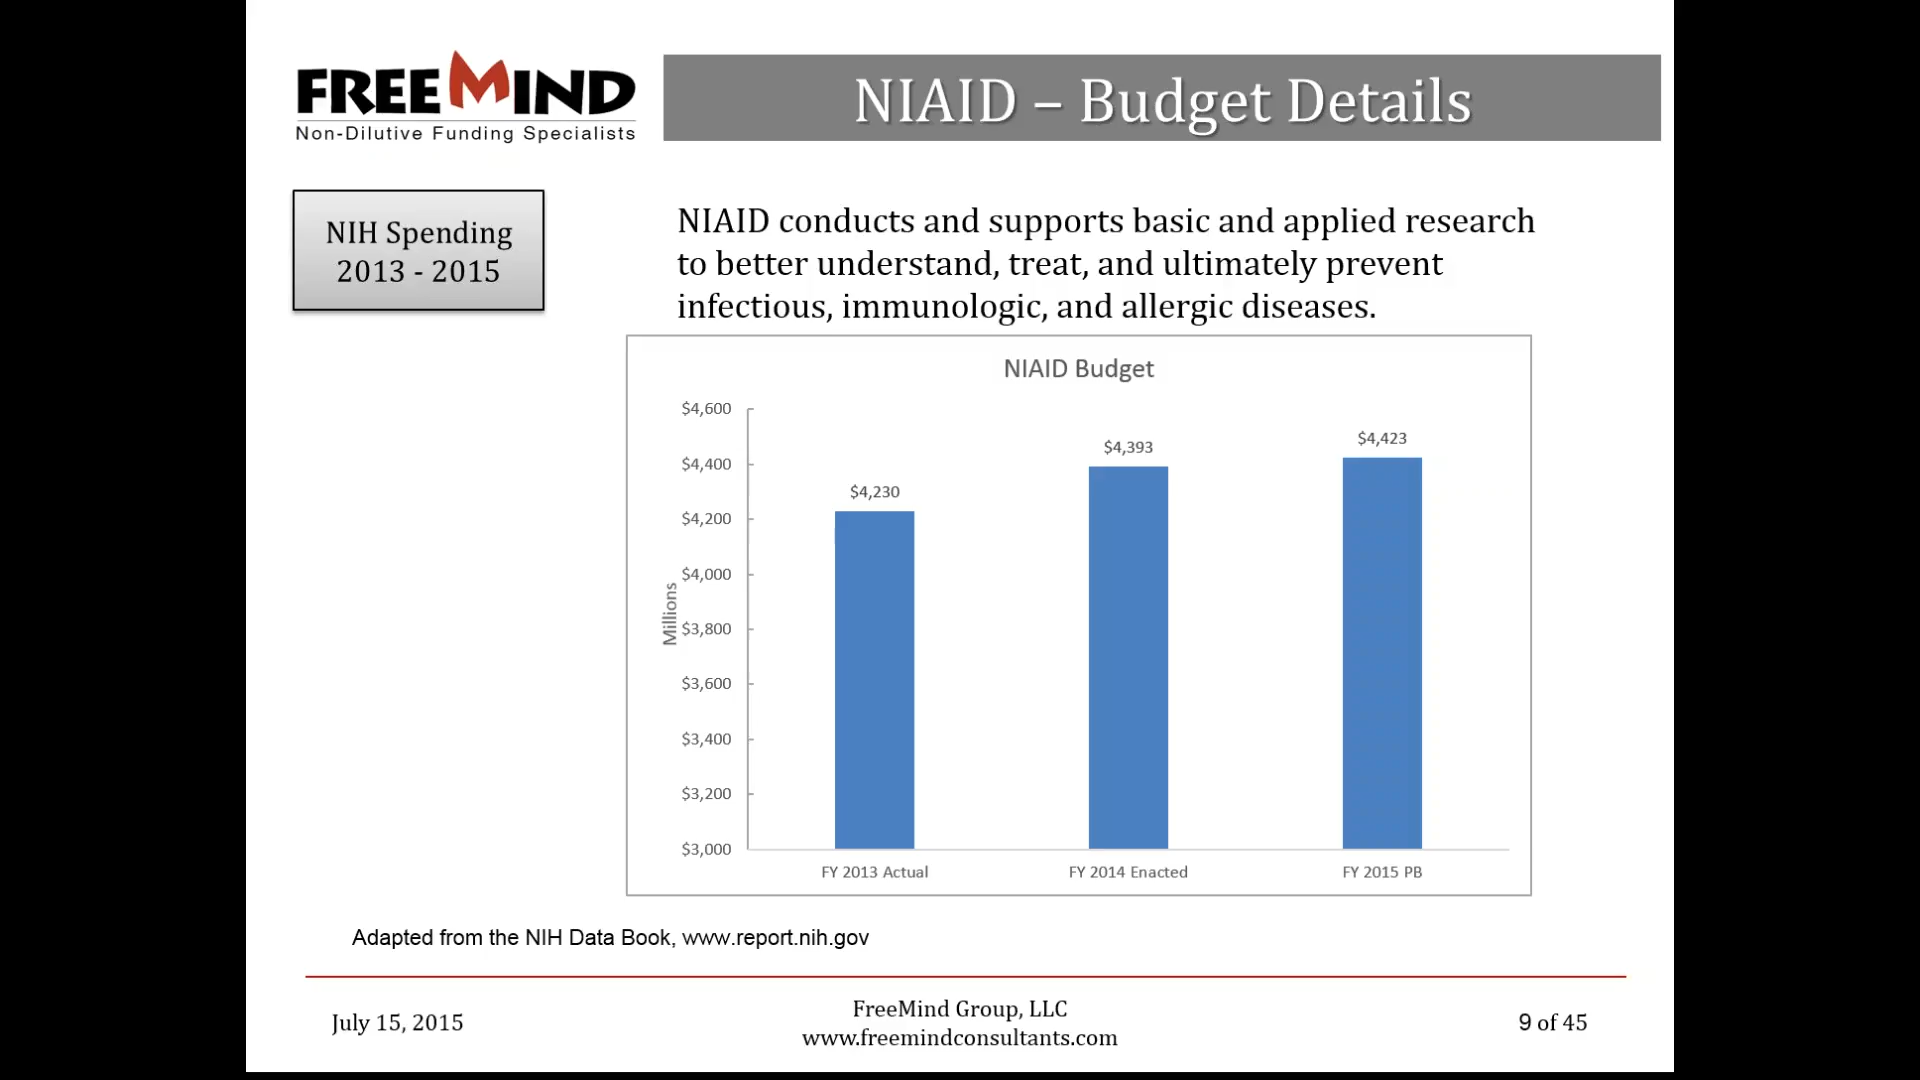 FREEMIND
Non-Dilutive Funding Specialists
NIAID – Budget Details
NIH Spending
2013 - 2015
NIAID conducts and supports basic and applied research
to better understand, treat, and ultimately prevent
infectious, immunologic, and allergic diseases.
NIAID Budget
Millions
$4,600
$4,400
$4,200
$4,000
$3,800
$3,600
$3,400
$3,200
$3,000
$4,230
$4,393
$4,423
FY 2013 Actual
FY 2014 Enacted
FY 2015 PB
Adapted from the NIH Data Book, www.report.nih.gov
July 15, 2015
FreeMind Group, LLC
www.freemindconsultants.com
9 of 45